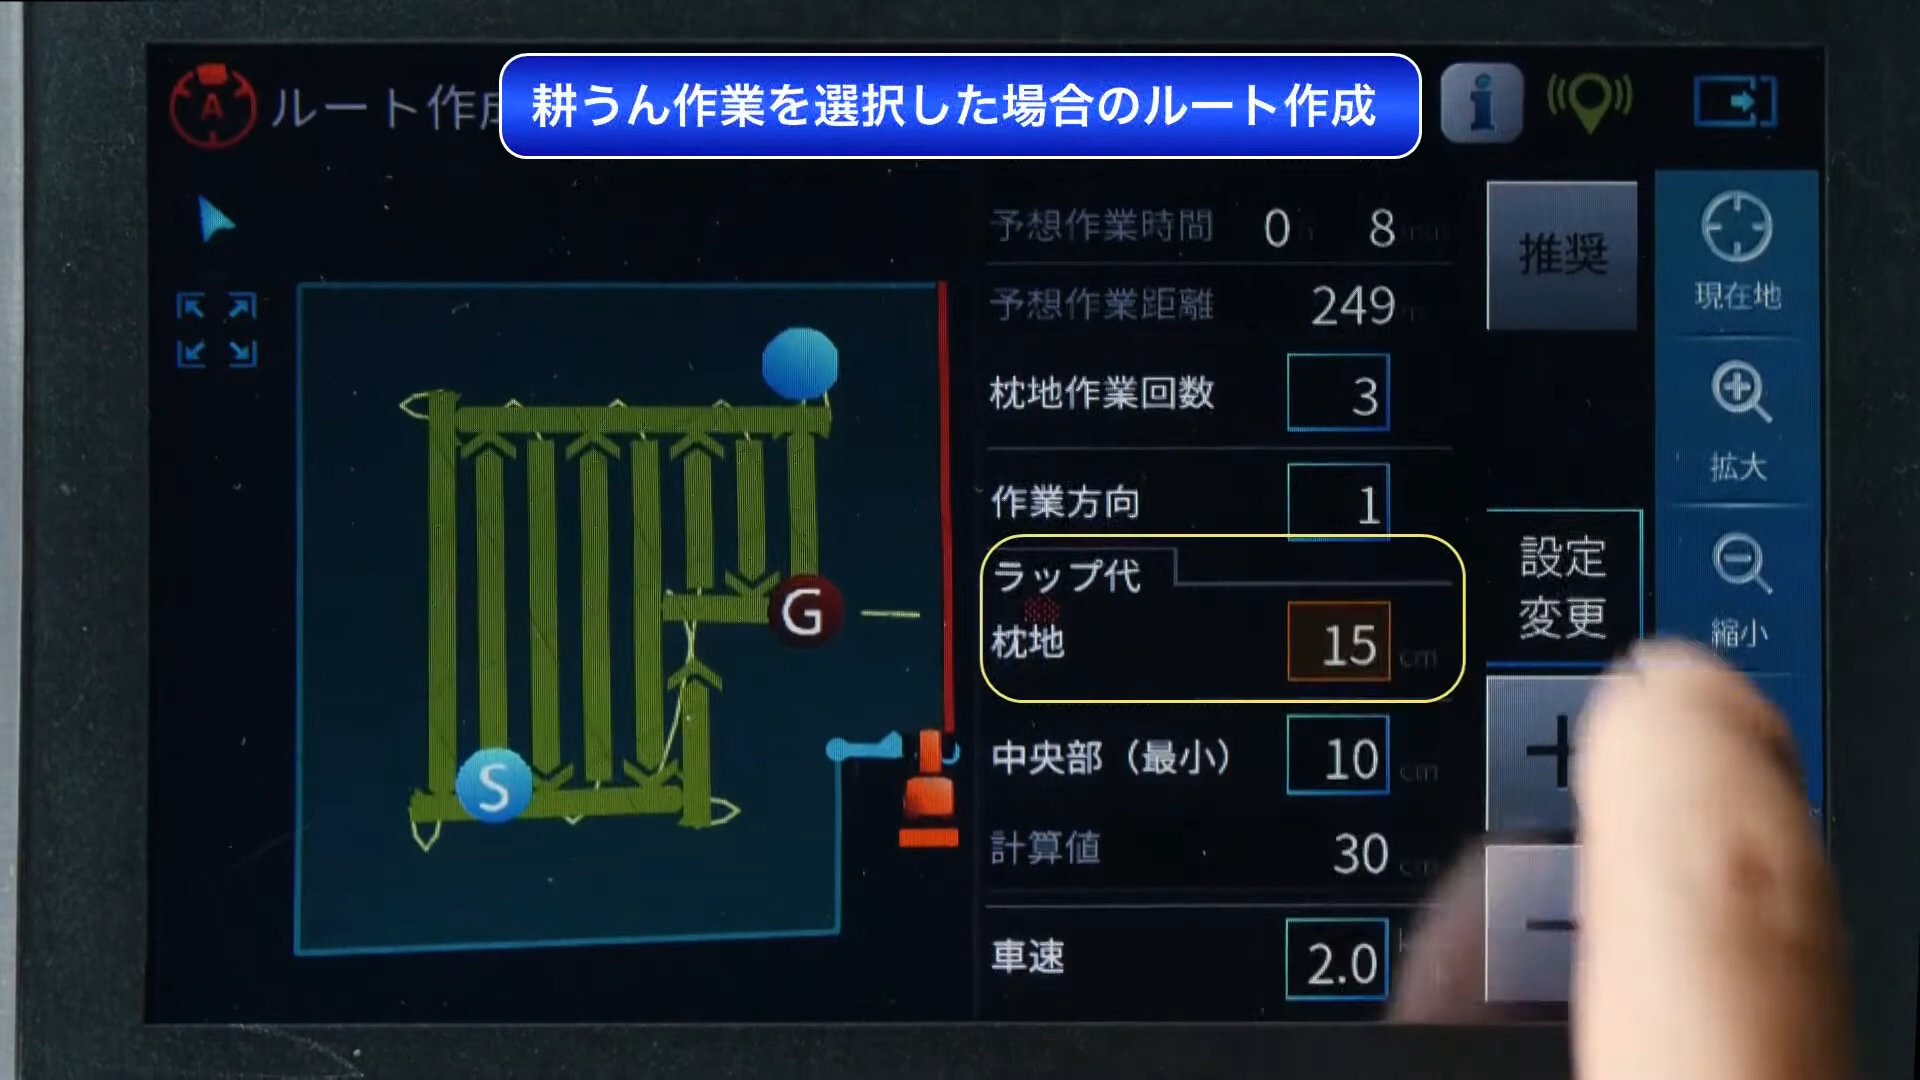 ルート作成
耕うん作業を選択した場合のルート作成
A
i
予想作業時間 0 8
推奨
現在地
予想作業距離 249
枕地作業回数 3
拡大
作業方向 1
設定
変更
ラップ代
枕地 15 cm
縮小
中央部（最小） 10 cm
+
計算値 30 cm
−
車速 2.0
G
S